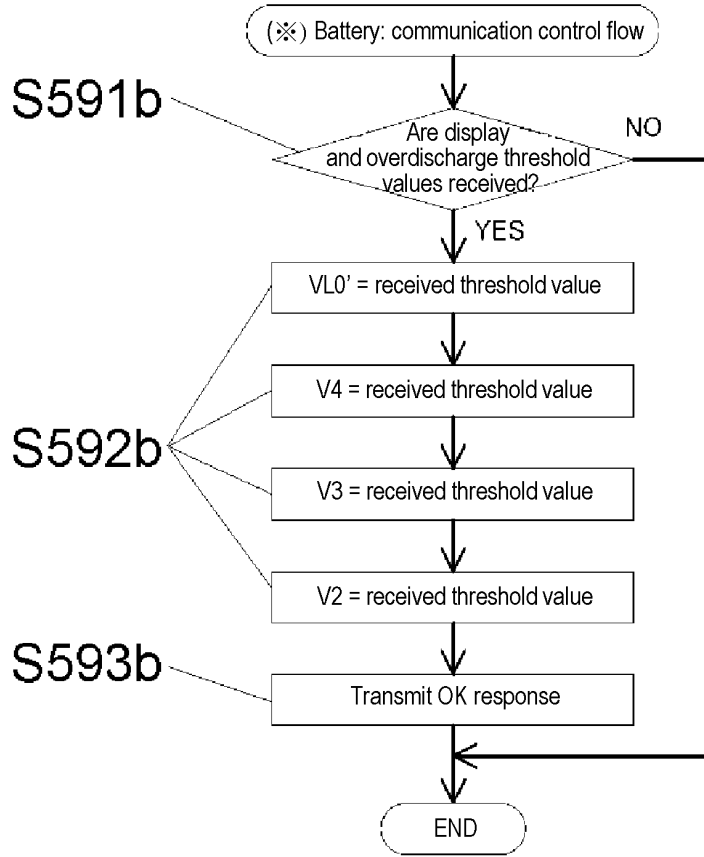 (※) Battery: communication control flow
S591b
Are display
and overdischarge threshold
values received?
NO
YES
VL0’ = received threshold value
V4 = received threshold value
S592b
V3 = received threshold value
V2 = received threshold value
S593b
Transmit OK response
END